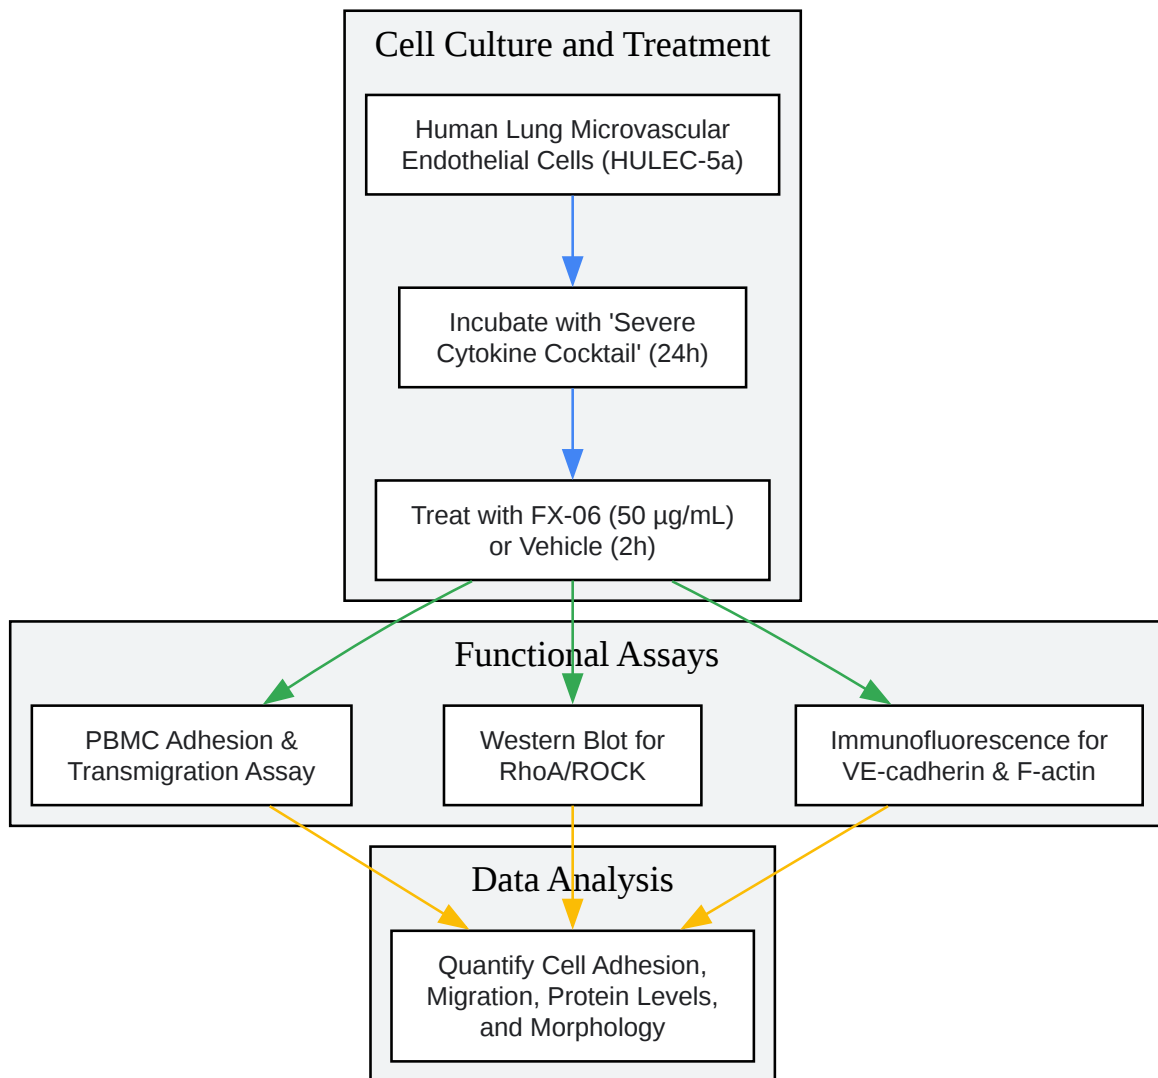 Cell Culture and Treatment
Human Lung Microvascular
Endothelial Cells (HULEC-5a)
Incubate with 'Severe
Cytokine Cocktail' (24h)
Treat with FX-06 (50 µg/mL)
or Vehicle (2h)
Functional Assays
PBMC Adhesion &
Transmigration Assay
Western Blot for
RhoA/ROCK
Immunofluorescence for
VE-cadherin & F-actin
Data Analysis
Quantify Cell Adhesion,
Migration, Protein Levels,
and Morphology